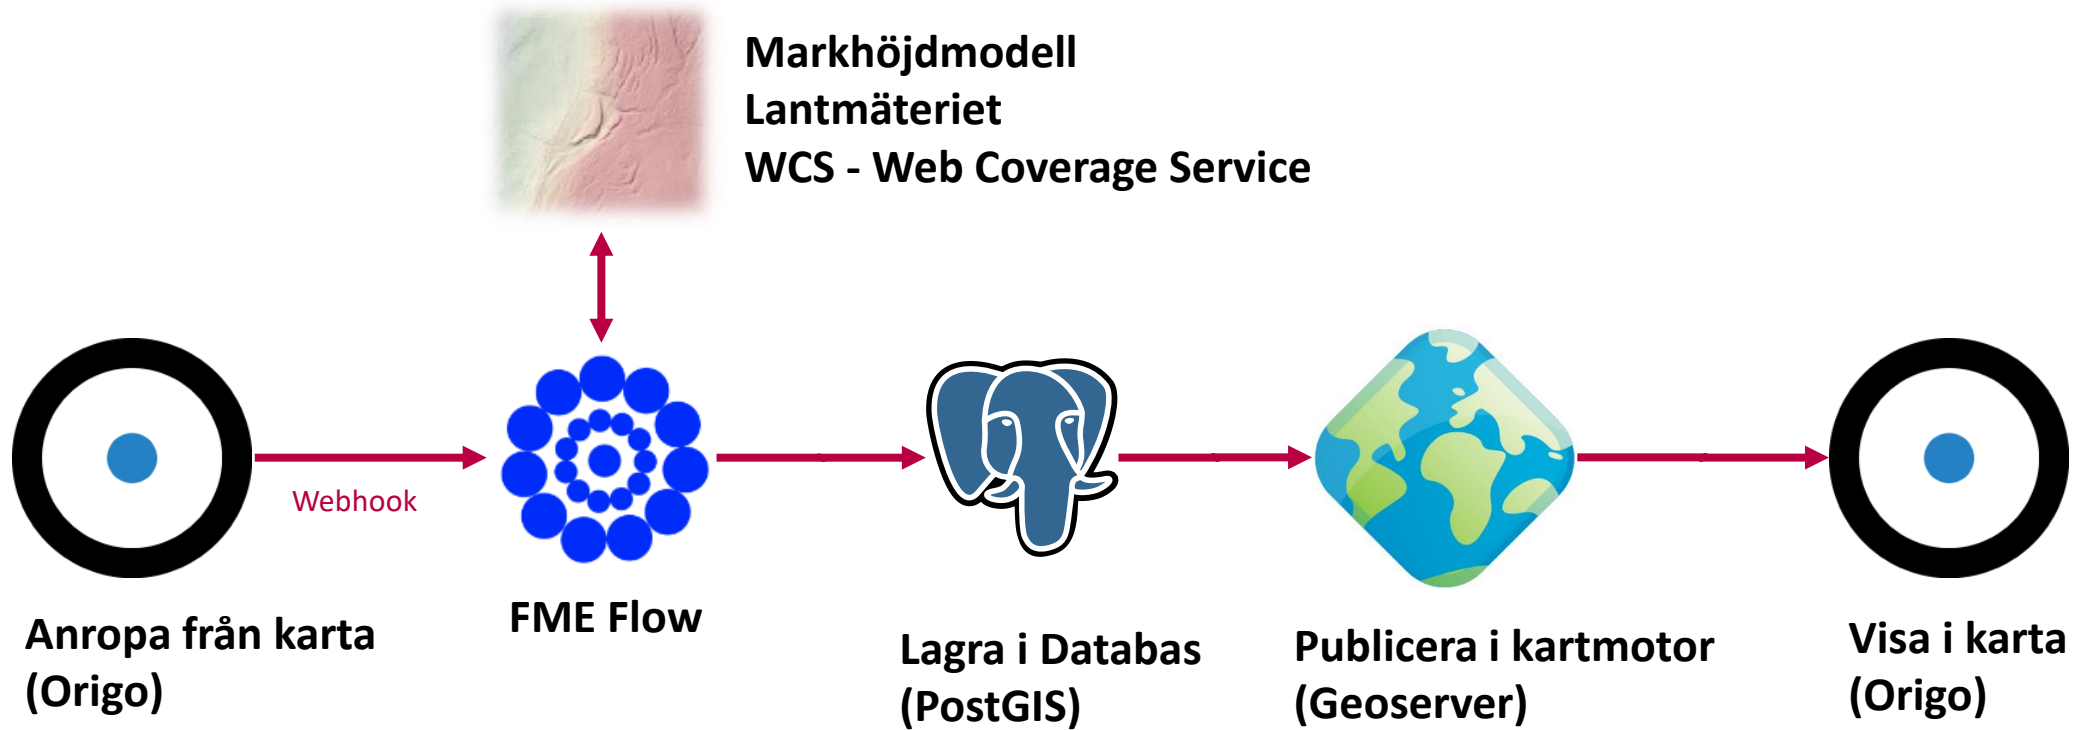 Markhöjdmodell
Lantmäteriet
WCS - Web Coverage Service
Webhook
Anropa från karta
(Origo)
FME Flow
Lagra i Databas
(PostGIS)
Publicera i kartmotor
(Geoserver)
Visa i karta
(Origo)